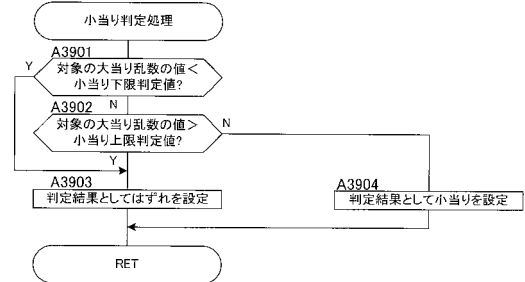 小当り判定処理
A3901
Y
対象の大当り乱数の値＜
小当り下限判定値?
A3902
N
対象の大当り乱数の値＞
小当り上限判定値?
N
Y
A3903
判定結果としてはずれを設定
A3904
判定結果として小当りを設定
RET